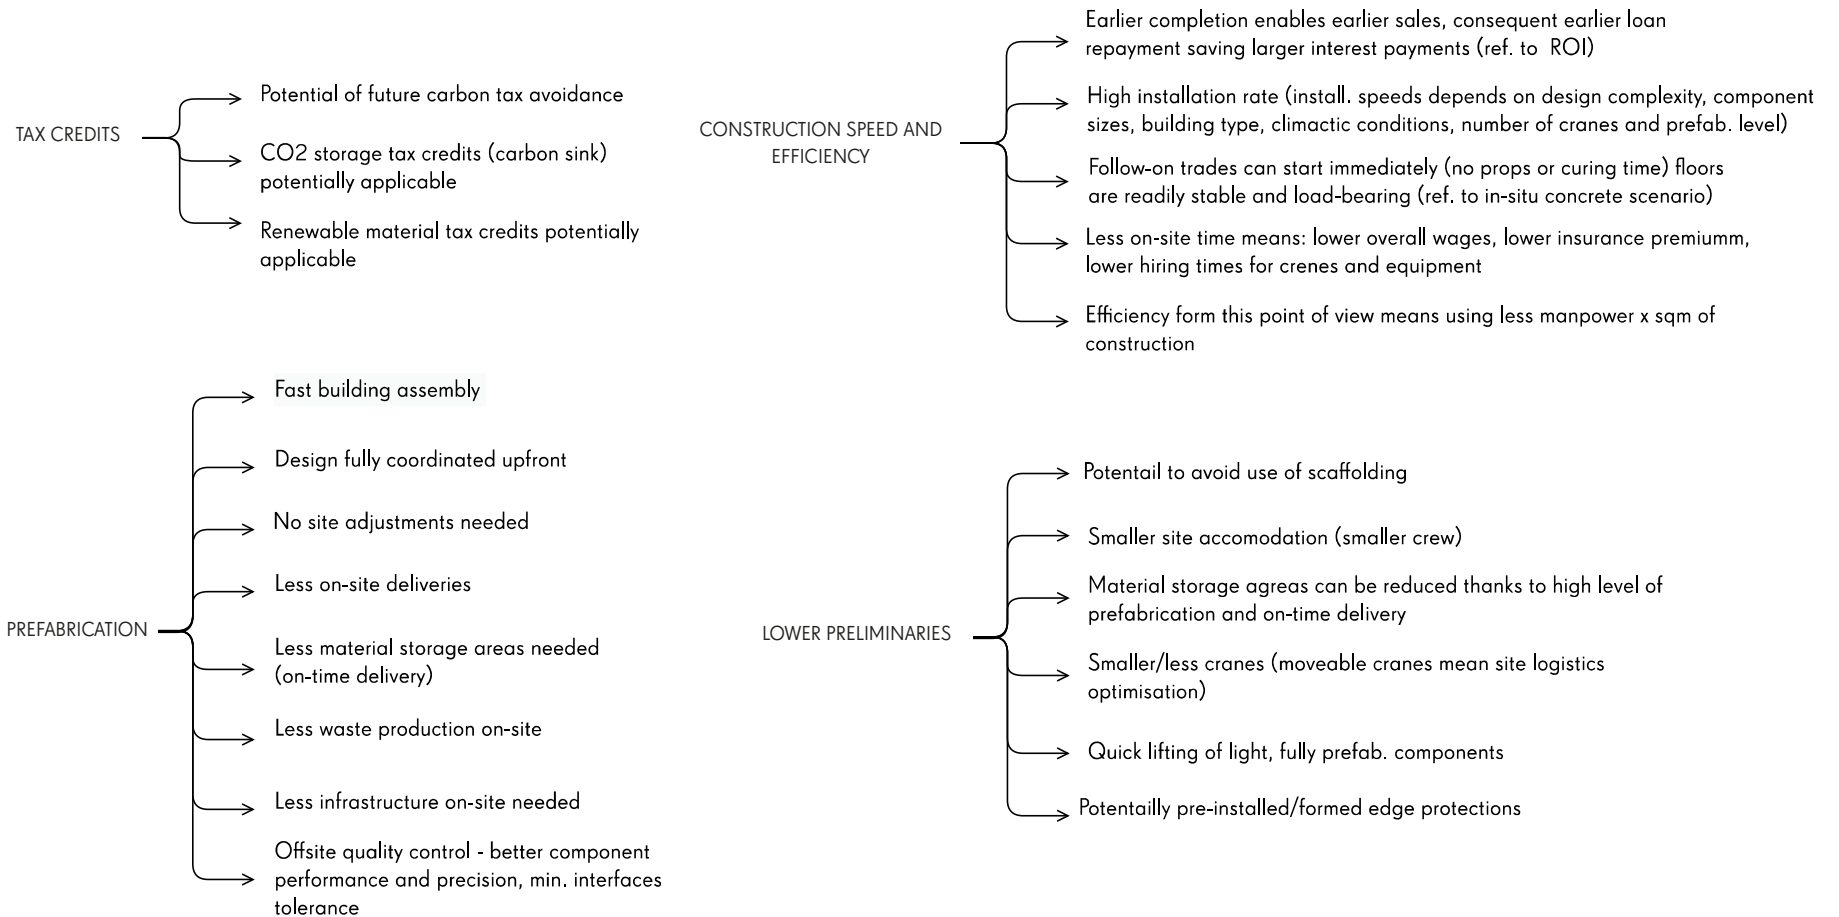 TAX CREDITS
Potential of future carbon tax avoidance
CO2 storage tax credits (carbon sink)
potentially applicable
Renewable material tax credits potentially
applicable
CONSTRUCTION SPEED AND
EFFICIENCY
Earlier completion enables earlier sales, consequent earlier loan
repayment saving larger interest payments (ref. to ROI)
High installation rate (install. speeds depends on design complexity, component
sizes, building type, climactic conditions, number of cranes and prefab. level)
Follow-on trades can start immediately (no props or curing time) floors
are readily stable and load-bearing (ref. to in-situ concrete scenario)
Less on-site time means: lower overall wages, lower insurance premiumm,
lower hiring times for crenes and equipment
Efficiency form this point of view means using less manpower x sqm of
construction
PREFABRICATION
Fast building assembly
Design fully coordinated upfront
No site adjustments needed
Less on-site deliveries
Less material storage areas needed
(on-time delivery)
Less waste production on-site
Less infrastructure on-site needed
Offsite quality control - better component
performance and precision, min. interfaces
tolerance
LOWER PRELIMINARIES
Potentail to avoid use of scaffolding
Smaller site accomodation (smaller crew)
Material storage agreas can be reduced thanks to high level of
prefabrication and on-time delivery
Smaller/less cranes (moveable cranes mean site logistics
optimisation)
Quick lifting of light, fully prefab. components
Potentailly pre-installed/formed edge protections